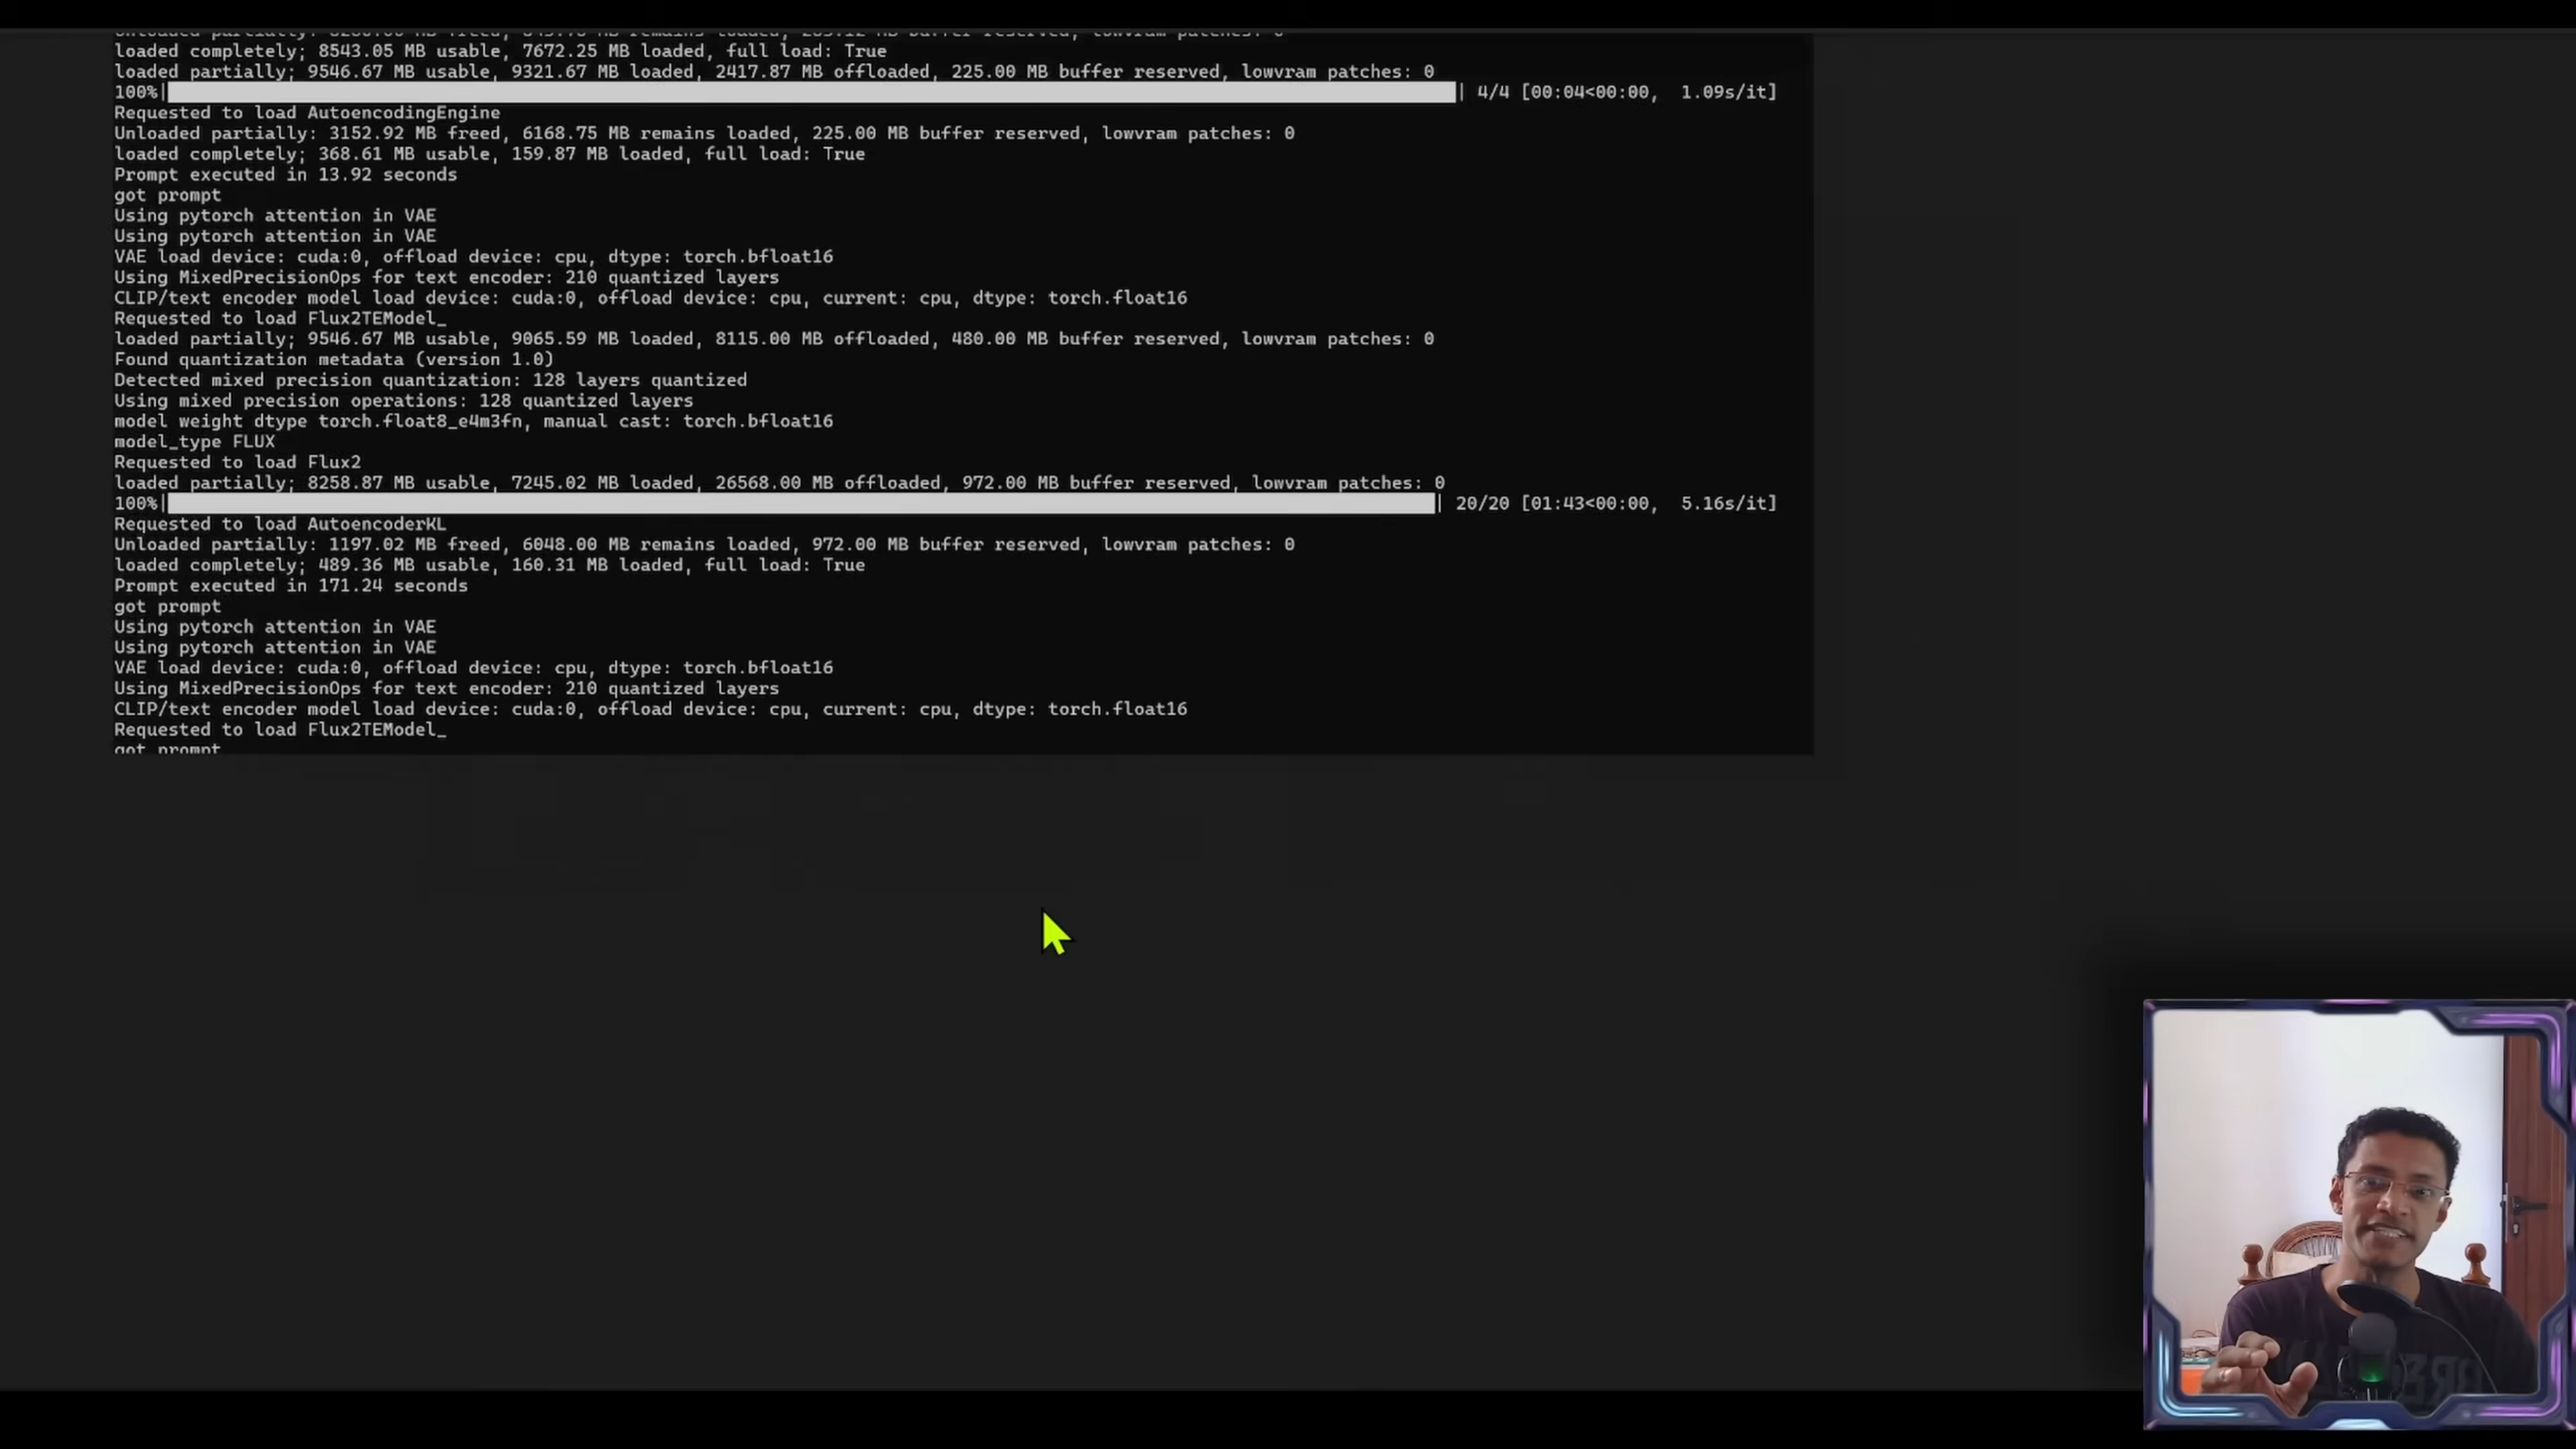 Unloaded partially: 8200.00 MB freed, MB remains loaded, MB buffer reserved, lowvram patches: 0
loaded completely; 8543.05 MB usable, 7672.25 MB loaded, full load: True
loaded partially; 9546.67 MB usable, 9321.67 MB loaded, 2417.87 MB offloaded, 225.00 MB buffer reserved, lowvram patches: 0
100%| | 4/4 [00:04<00:00, 1.09s/it]
Requested to load AutoencodingEngine
Unloaded partially: 3152.92 MB freed, 6168.75 MB remains loaded, 225.00 MB buffer reserved, lowvram patches: 0
loaded completely; 368.61 MB usable, 159.87 MB loaded, full load: True
Prompt executed in 13.92 seconds
got prompt
Using pytorch attention in VAE
Using pytorch attention in VAE
VAE load device: cuda:0, offload device: cpu, dtype: torch.bfloat16
Using MixedPrecisionOps for text encoder: 210 quantized layers
CLIP/text encoder model load device: cuda:0, offload device: cpu, current: cpu, dtype: torch.float16
Requested to load Flux2TEModel_
loaded partially; 9546.67 MB usable, 9065.59 MB loaded, 8115.00 MB offloaded, 480.00 MB buffer reserved, lowvram patches: 0
Found quantization metadata (version 1.0)
Detected mixed precision quantization: 128 layers quantized
Using mixed precision operations: 128 quantized layers
model weight dtype torch.float8_e4m3fn, manual cast: torch.bfloat16
model_type FLUX
Requested to load Flux2
loaded partially; 8258.87 MB usable, 7245.02 MB loaded, 26568.00 MB offloaded, 972.00 MB buffer reserved, lowvram patches: 0
100%| | 20/20 [01:43<00:00, 5.16s/it]
Requested to load AutoencoderKL
Unloaded partially: 1197.02 MB freed, 6048.00 MB remains loaded, 972.00 MB buffer reserved, lowvram patches: 0
loaded completely; 489.36 MB usable, 160.31 MB loaded, full load: True
Prompt executed in 171.24 seconds
got prompt
Using pytorch attention in VAE
Using pytorch attention in VAE
VAE load device: cuda:0, offload device: cpu, dtype: torch.bfloat16
Using MixedPrecisionOps for text encoder: 210 quantized layers
CLIP/text encoder model load device: cuda:0, offload device: cpu, current: cpu, dtype: torch.float16
Requested to load Flux2TEModel_
got prompt